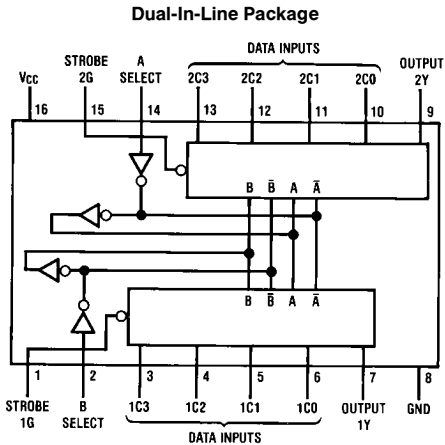 Dual-In-Line Package
DATA INPUTS
STROBE 2G
A SELECT
OUTPUT 2Y
VCC
2C3 2C2 2C1 2C0
16 15 14 13 12 11 10 9
B B̅ A A̅
B B̅ A A̅
1 2 3 4 5 6 7 8
STROBE 1G
B SELECT
1C3 1C2 1C1 1C0
OUTPUT 1Y
GND
DATA INPUTS